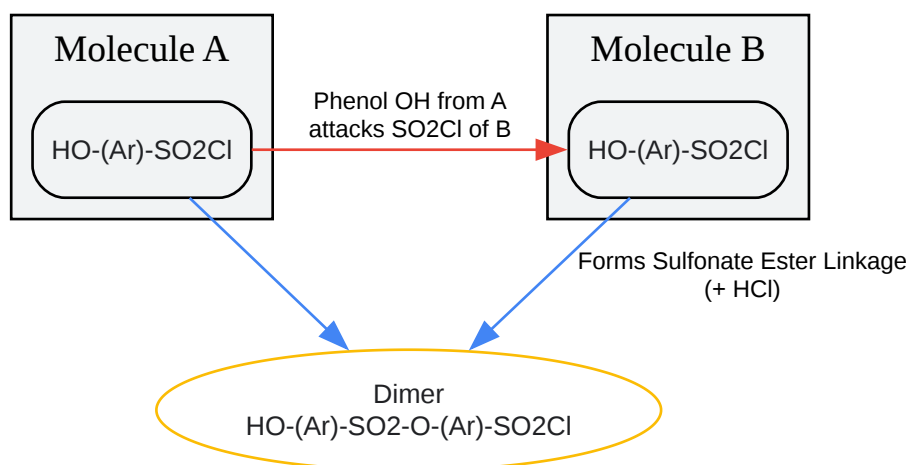 Molecule A
Molecule B
HO-(Ar)-SO2Cl
Phenol OH from A
attacks SO2Cl of B
HO-(Ar)-SO2Cl
Forms Sulfonate Ester Linkage
(+ HCl)
Dimer
HO-(Ar)-SO2-O-(Ar)-SO2Cl